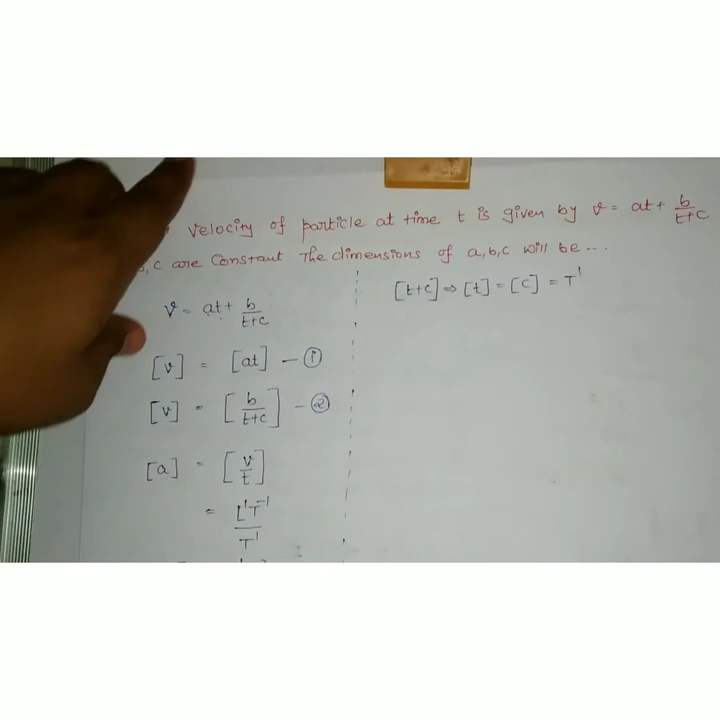 velocity of particle at time t is given by v = at + b/t+c
b, c are constant The dimensions of a, b, c will be ...
v = at + b/t+c
[v] = [at] — ①
[v] = [b/t+c] — ②
[a] = [v/t]
= L¹T⁻¹/T¹
[t+c] ⇒ [t] = [c] = T¹